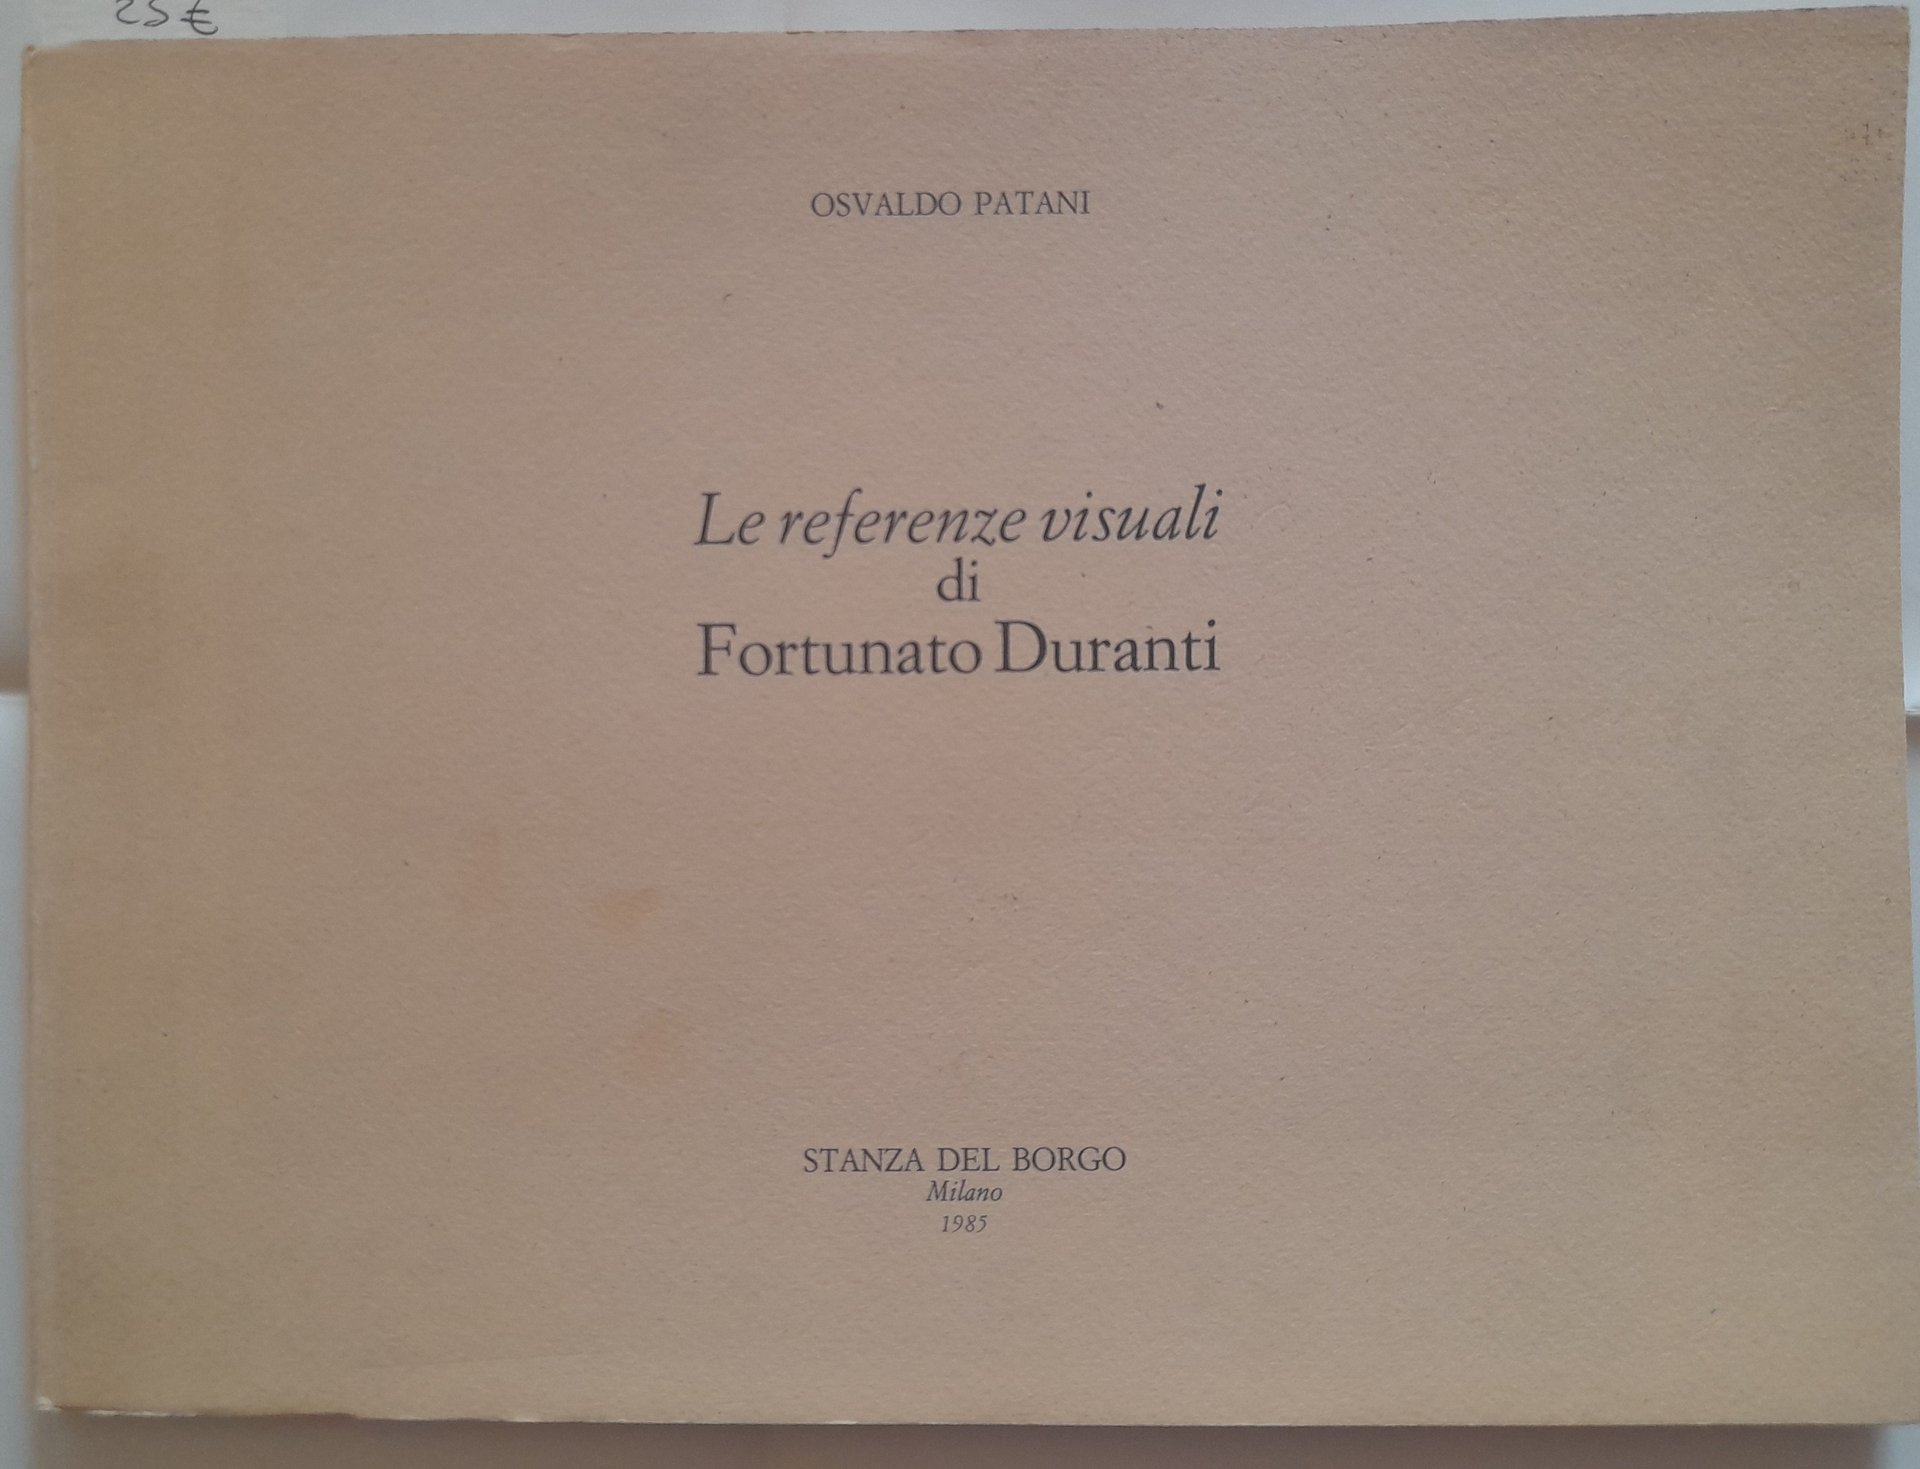 25 €
OSVALDO PATANI
Le referenze visuali
di
Fortunato Duranti
STANZA DEL BORGO
Milano
1985